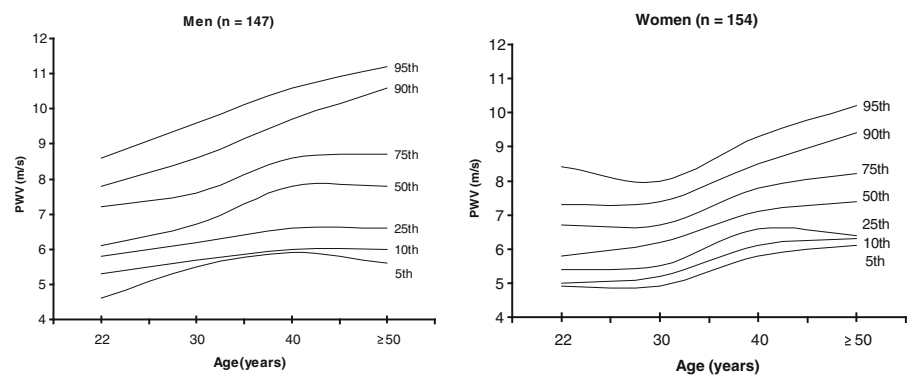 Men (n = 147)
12
11
10
9
8
7
6
5
4
PWV (m/s)
95th
90th
75th
50th
25th
10th
5th
22
30
40
≥50
Age(years)
Women (n = 154)
12
11
10
9
8
7
6
5
4
PWV (m/s)
95th
90th
75th
50th
25th
10th
5th
22
30
40
≥ 50
Age (years)